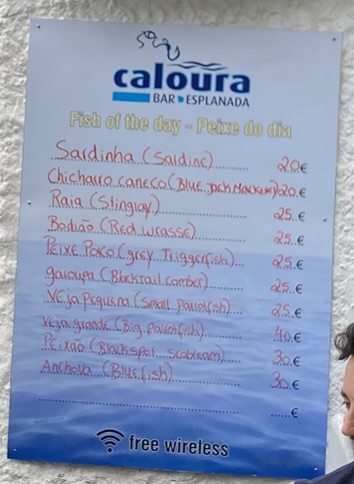 caloura
BAR ESPLANADA
Fish of the day - Peixe do dia
Sardinha (Sardine) 20€
Chicharro caneco (Blue Jack Mackerel) 20.€
Raia (Stingray) 25.€
Bodião (Red wrasse) 25.€
Peixe Porco (grey Triggerfish) 25.€
garoupa (Blacktail comber) 25.€
Veja Pequena (small parrotfish) 25.€
Veja grande (Big parrotfish) 40.€
Peixão (Blackspot seabream) 30.€
Anchova (Bluefish) 30.€
€
free wireless